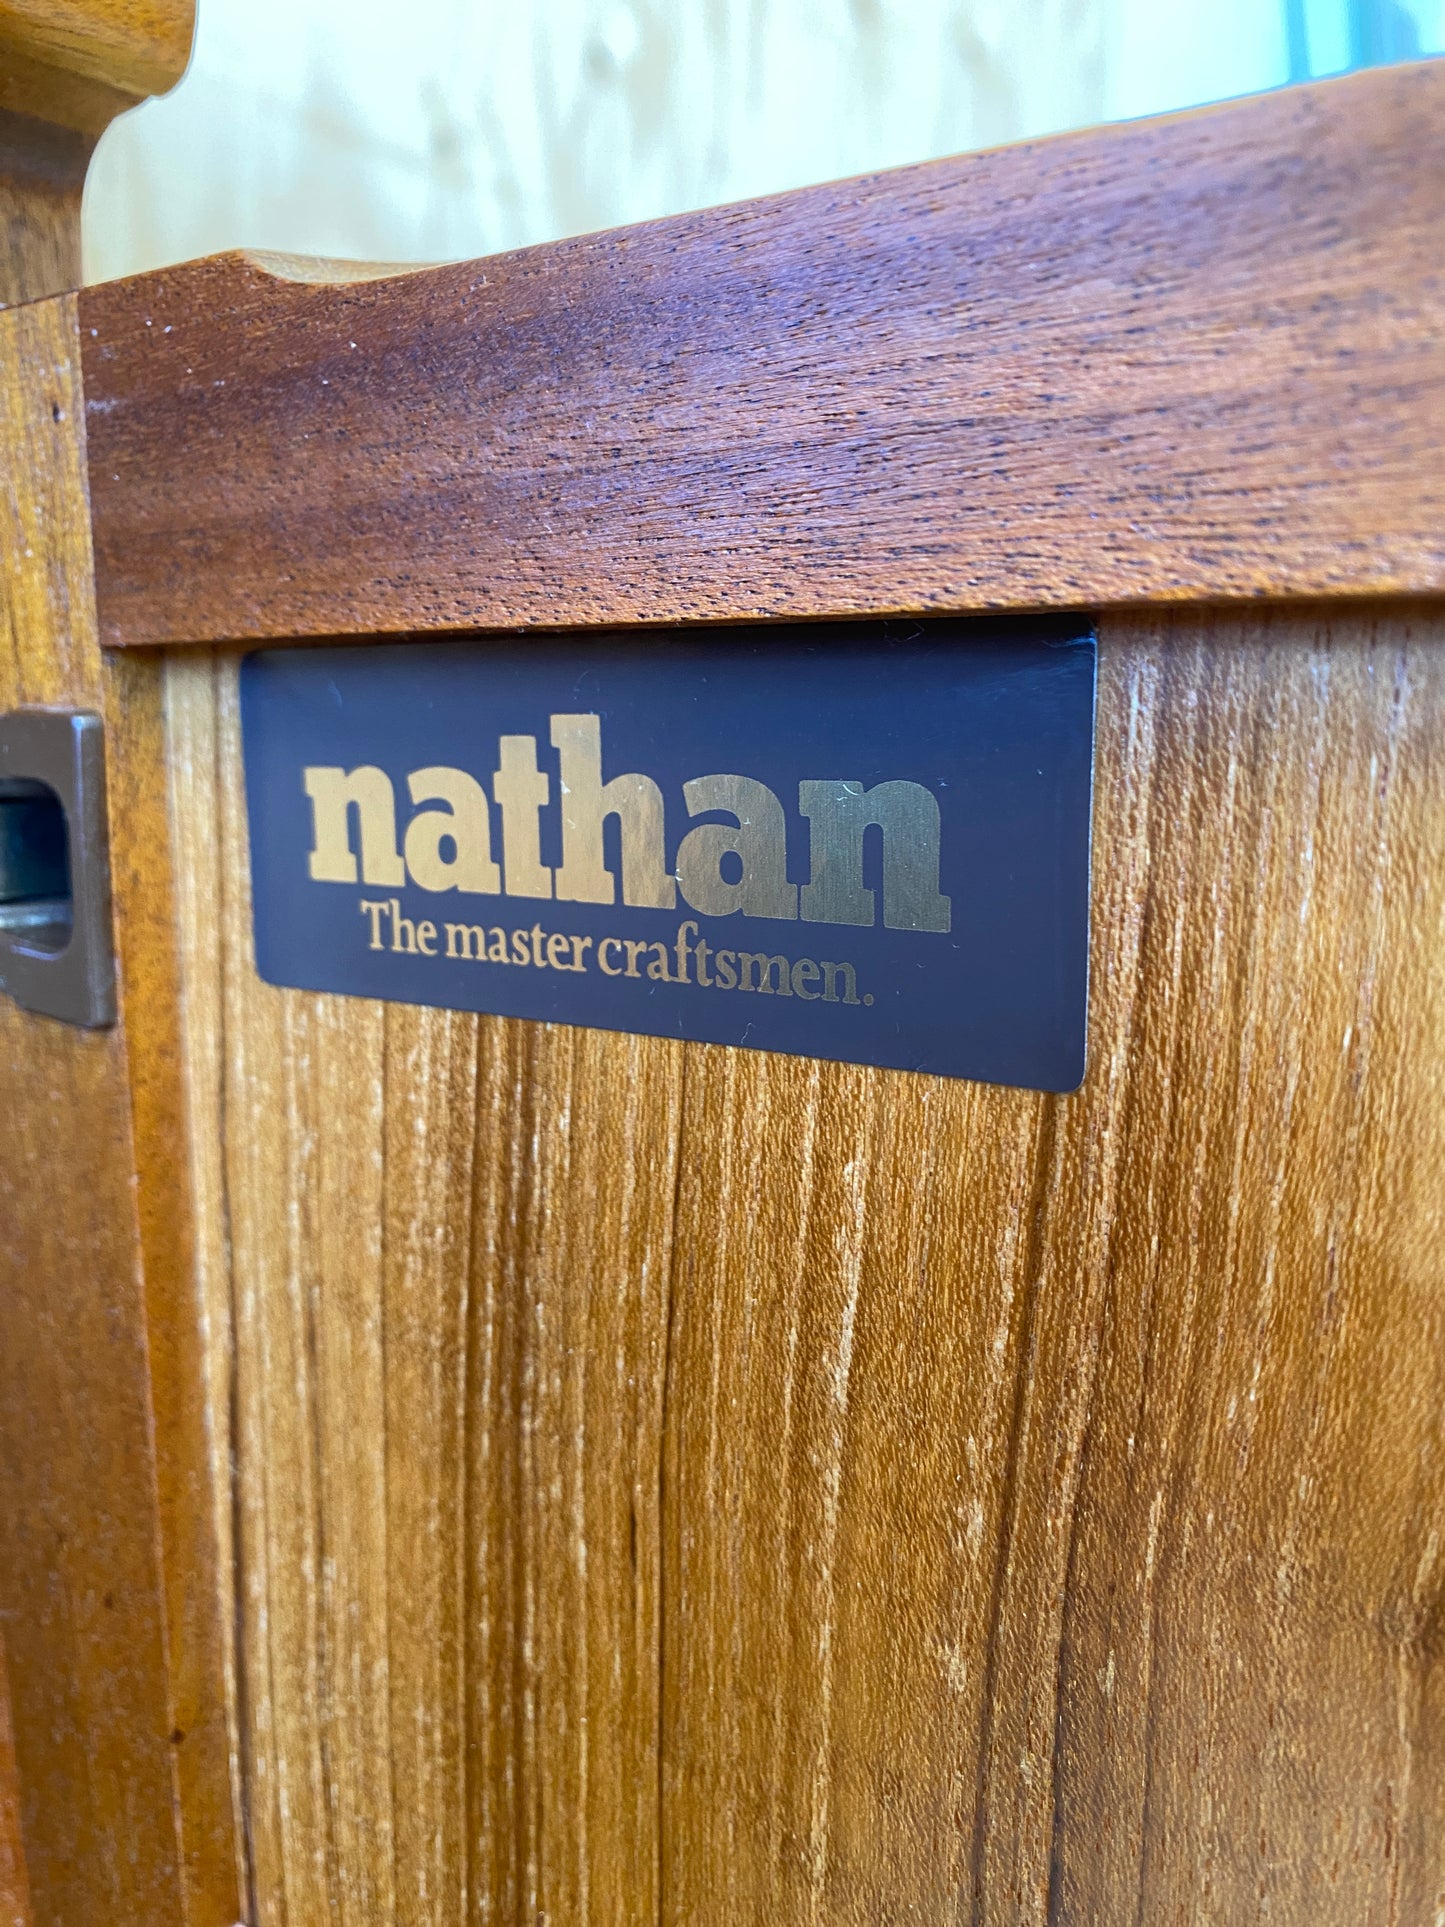 nathan
The master craftsmen.